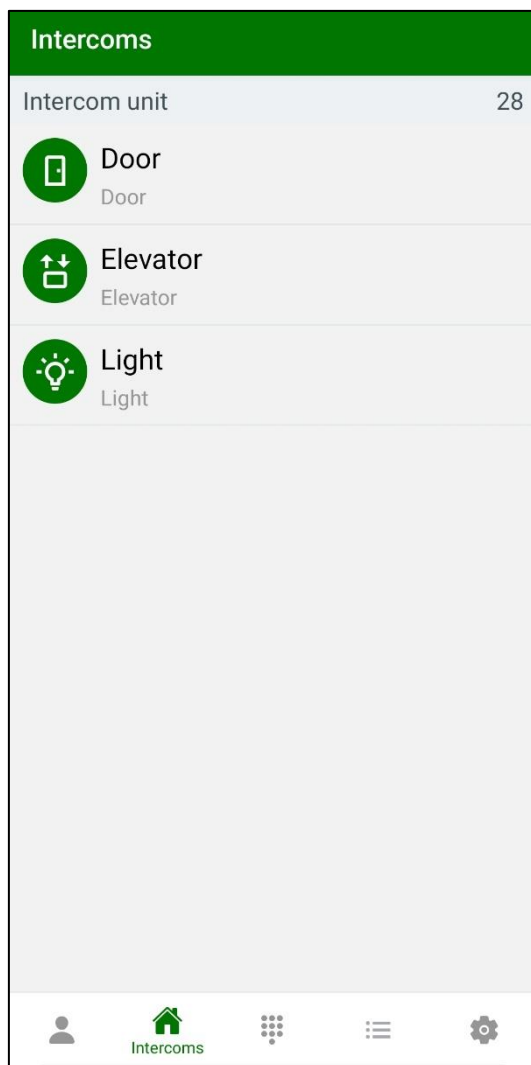 Intercoms
Intercom unit 28
Door
Door
Elevator
Elevator
Light
Light
Intercoms